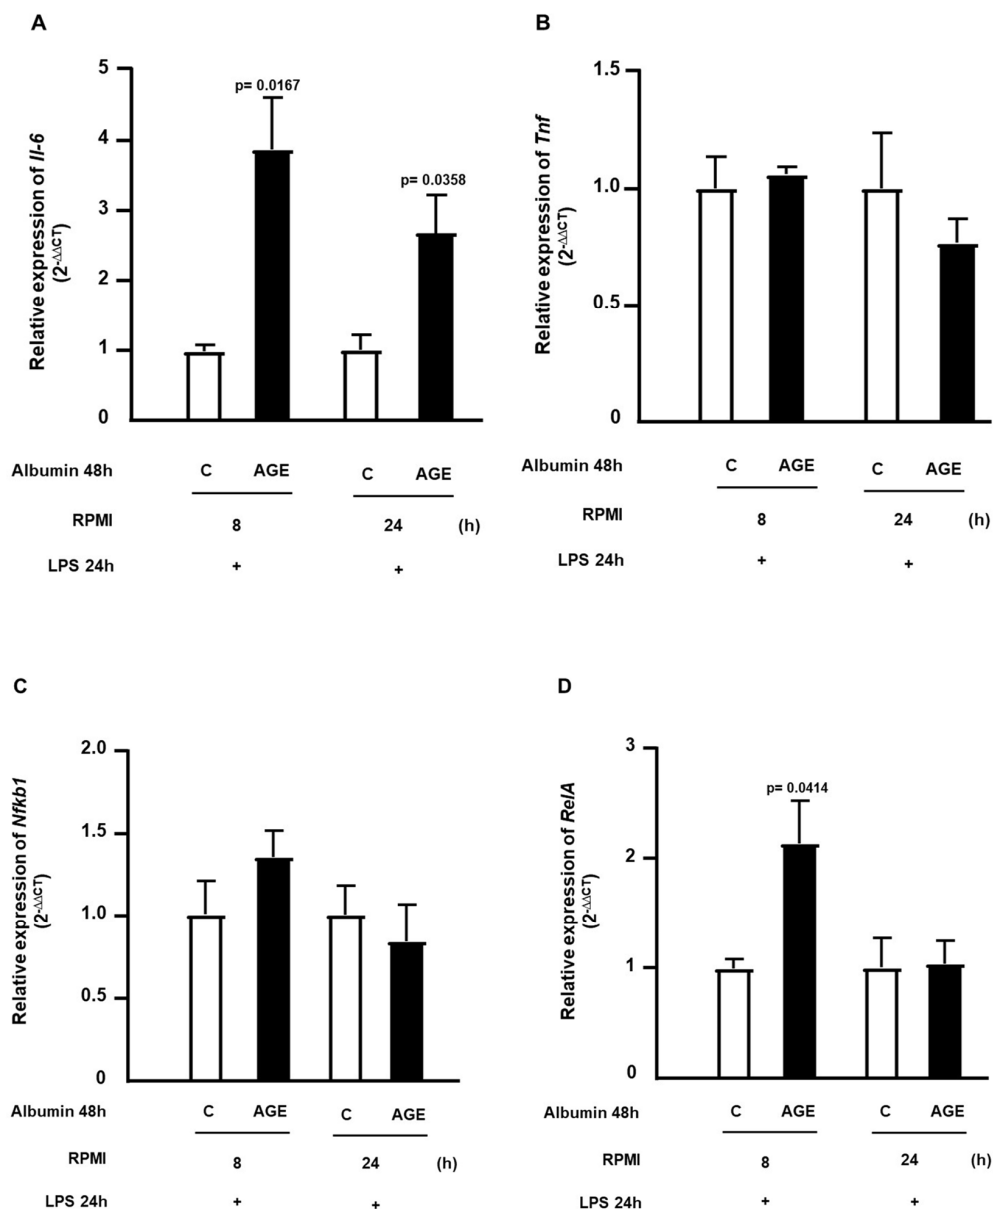 A
Relative expression of Il-6
(2-ΔΔCT)
5
4
3
2
1
0
p= 0.0167
p= 0.0358
Albumin 48h C AGE C AGE
RPMI 8 24 (h)
LPS 24h + +
B
Relative expression of Tnf
(2-ΔΔCT)
1.5
1.0
0.5
0
Albumin 48h C AGE C AGE
RPMI 8 24 (h)
LPS 24h + +
C
Relative expression of Nfkb1
(2-ΔΔCT)
2.0
1.5
1.0
0.5
0
Albumin 48h C AGE C AGE
RPMI 8 24 (h)
LPS 24h + +
D
Relative expression of RelA
(2-ΔΔCT)
3
2
1
0
p= 0.0414
Albumin 48h C AGE C AGE
RPMI 8 24 (h)
LPS 24h + +